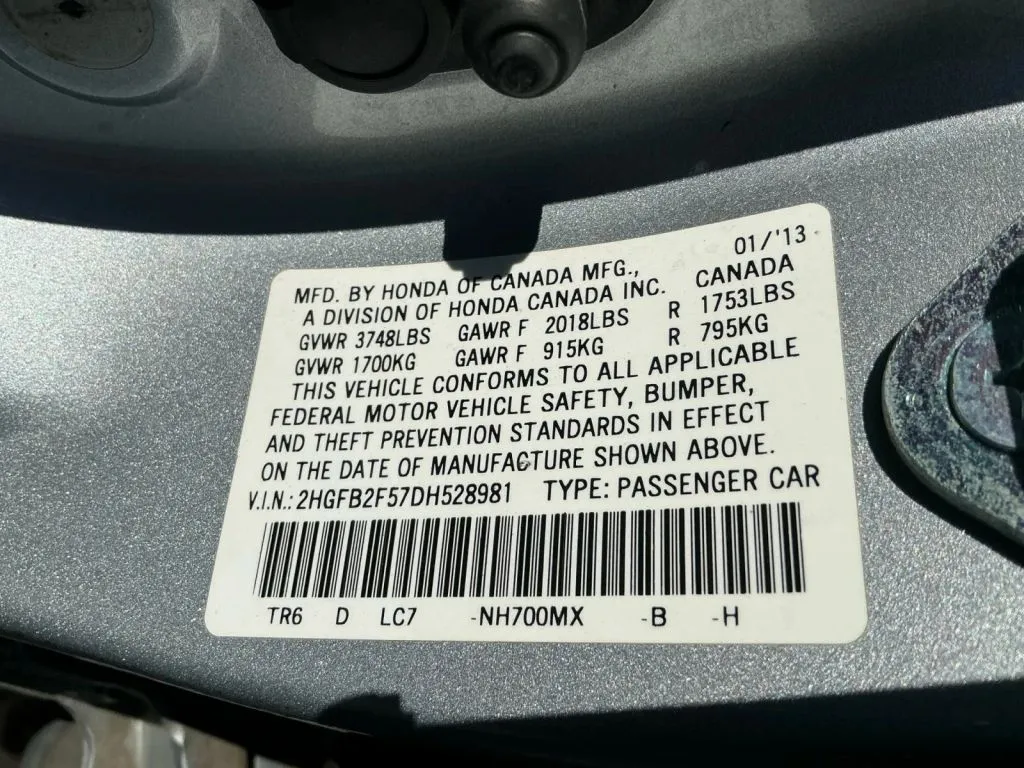 01/'13
MFD. BY HONDA OF CANADA MFG.,
A DIVISION OF HONDA CANADA INC. CANADA
GVWR 3748LBS GAWR F 2018LBS R 1753LBS
GVWR 1700KG GAWR F 915KG R 795KG
THIS VEHICLE CONFORMS TO ALL APPLICABLE
FEDERAL MOTOR VEHICLE SAFETY, BUMPER,
AND THEFT PREVENTION STANDARDS IN EFFECT
ON THE DATE OF MANUFACTURE SHOWN ABOVE.
V.I.N.: 2HGFB2F57DH528981 TYPE: PASSENGER CAR
TR6 D LC7 -NH700MX -B -H